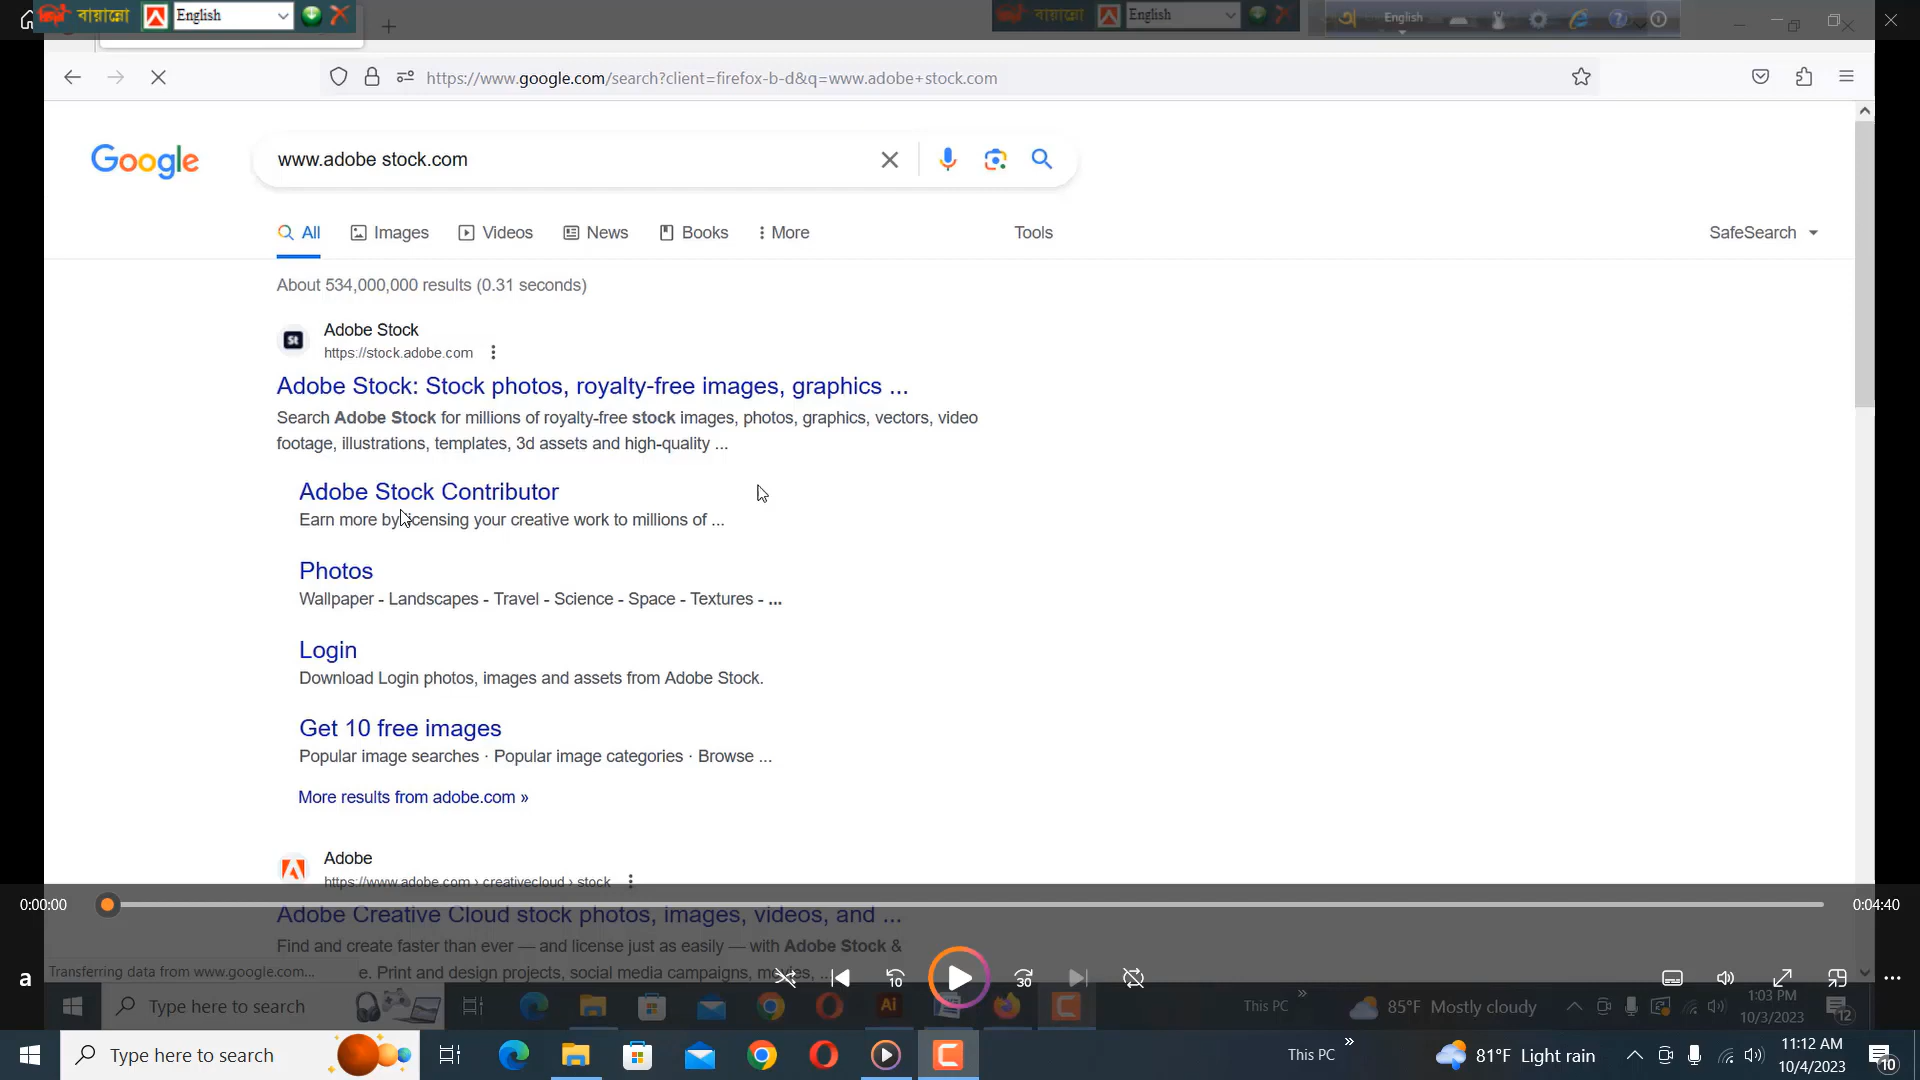 বায়ান্নো English
বায়ান্নো English English
https://www.google.com/search?client=firefox-b-d&q=www.adobe+stock.com
Google www.adobe stock.com
All Images Videos News Books More Tools SafeSearch
About 534,000,000 results (0.31 seconds)
St Adobe Stock
https://stock.adobe.com
Adobe Stock: Stock photos, royalty-free images, graphics ...
Search Adobe Stock for millions of royalty-free stock images, photos, graphics, vectors, video
footage, illustrations, templates, 3d assets and high-quality ...
Adobe Stock Contributor
Earn more by licensing your creative work to millions of ...
Photos
Wallpaper - Landscapes - Travel - Science - Space - Textures - ...
Login
Download Login photos, images and assets from Adobe Stock.
Get 10 free images
Popular image searches · Popular image categories · Browse ...
More results from adobe.com »
Adobe
https://www.adobe.com › creativecloud › stock
0:00:00 0:04:40
Adobe Creative Cloud stock photos, images, videos, and ...
Find and create faster than ever — and license just as easily — with Adobe Stock &
a Transferring data from www.google.com... e. Print and design projects, social media campaigns, movies, ...
10 30
Type here to search Ai This PC » 85°F Mostly cloudy 1:03 PM
10/3/2023 12
Type here to search This PC » 81°F Light rain 11:12 AM
10/4/2023 10